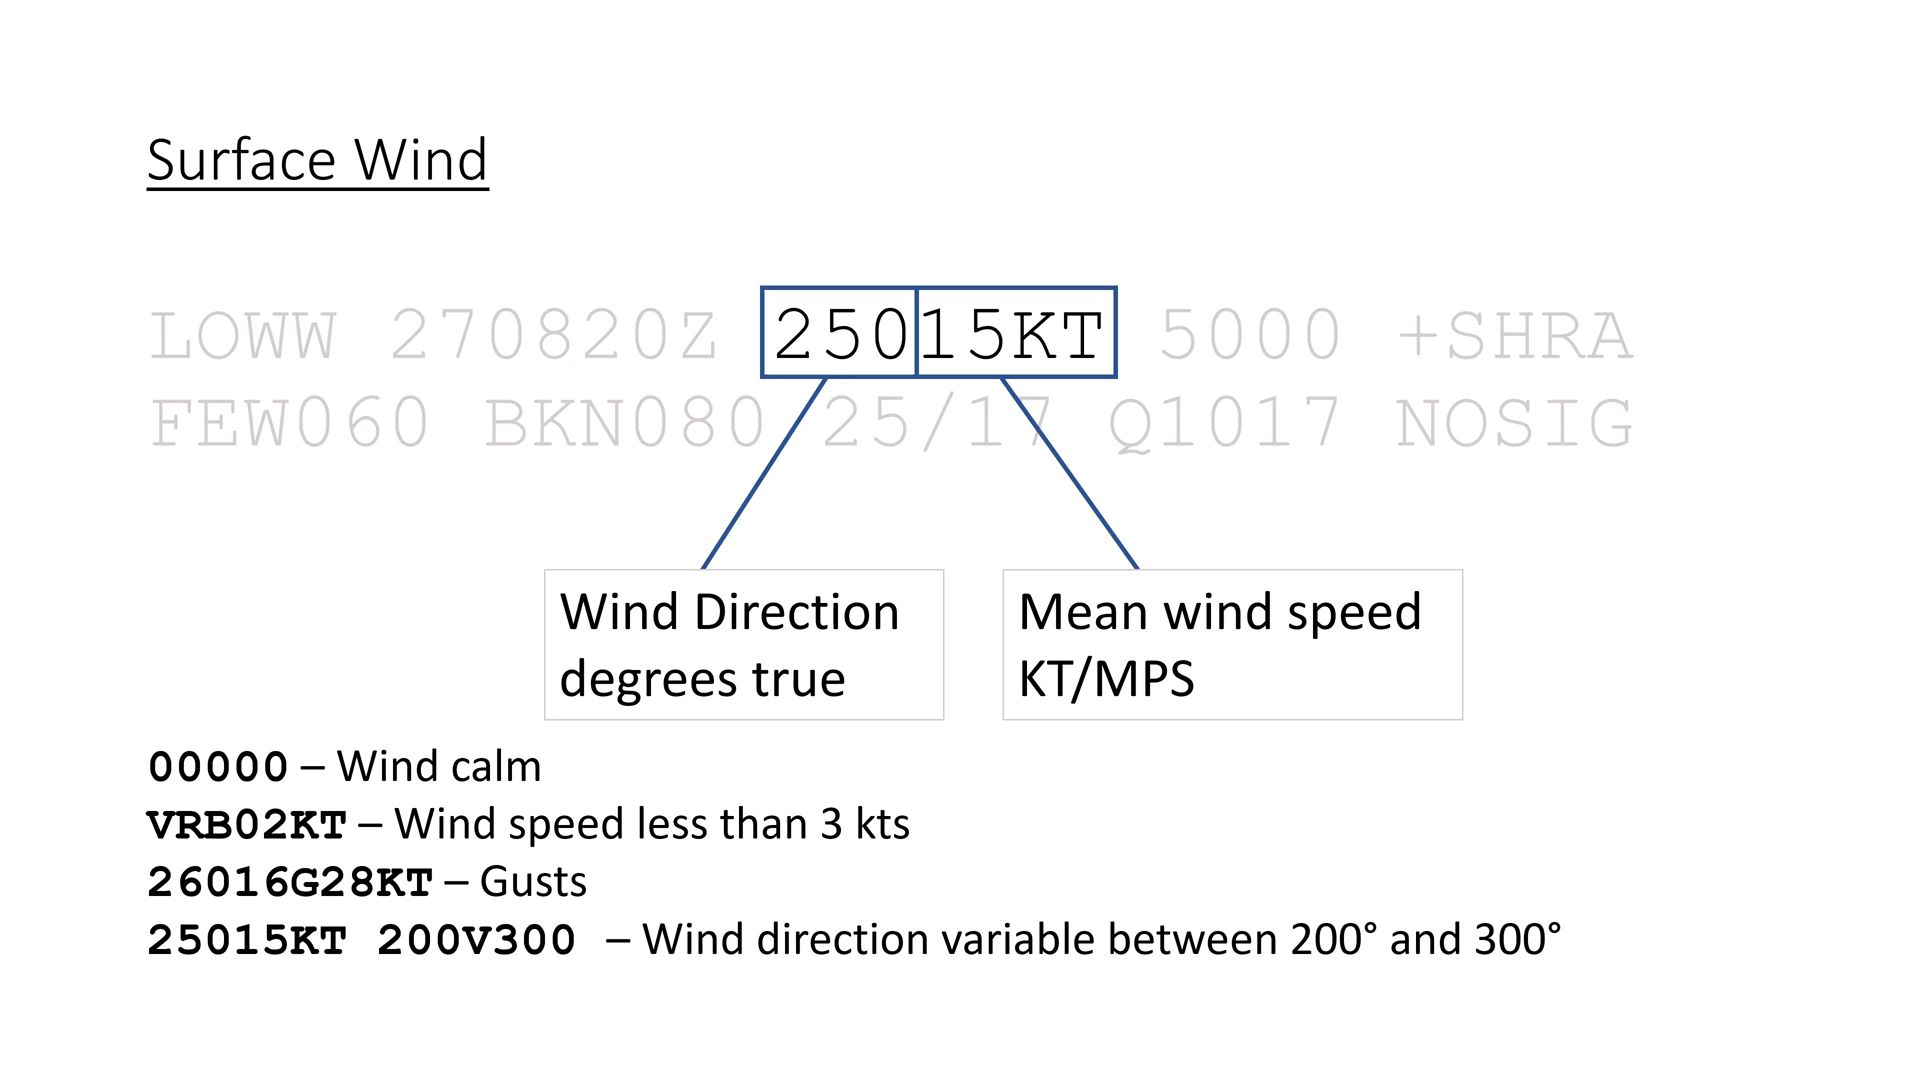 Surface Wind
LOWW 270820Z 25015KT 5000 +SHRA
FEW060 BKN080 25/17 Q1017 NOSIG
Wind Direction
degrees true
Mean wind speed
KT/MPS
00000 – Wind calm
VRB02KT – Wind speed less than 3 kts
26016G28KT – Gusts
25015KT 200V300 – Wind direction variable between 200° and 300°